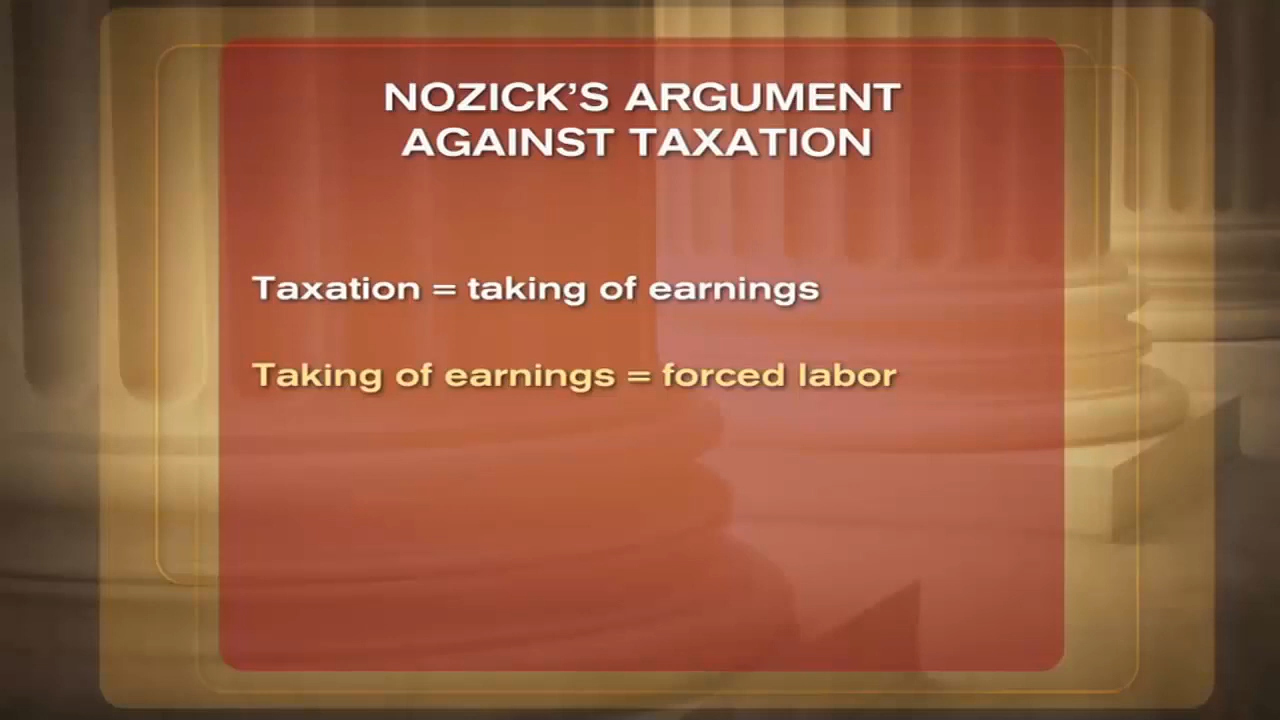 NOZICK'S ARGUMENT
AGAINST TAXATION
Taxation = taking of earnings
Taking of earnings = forced labor